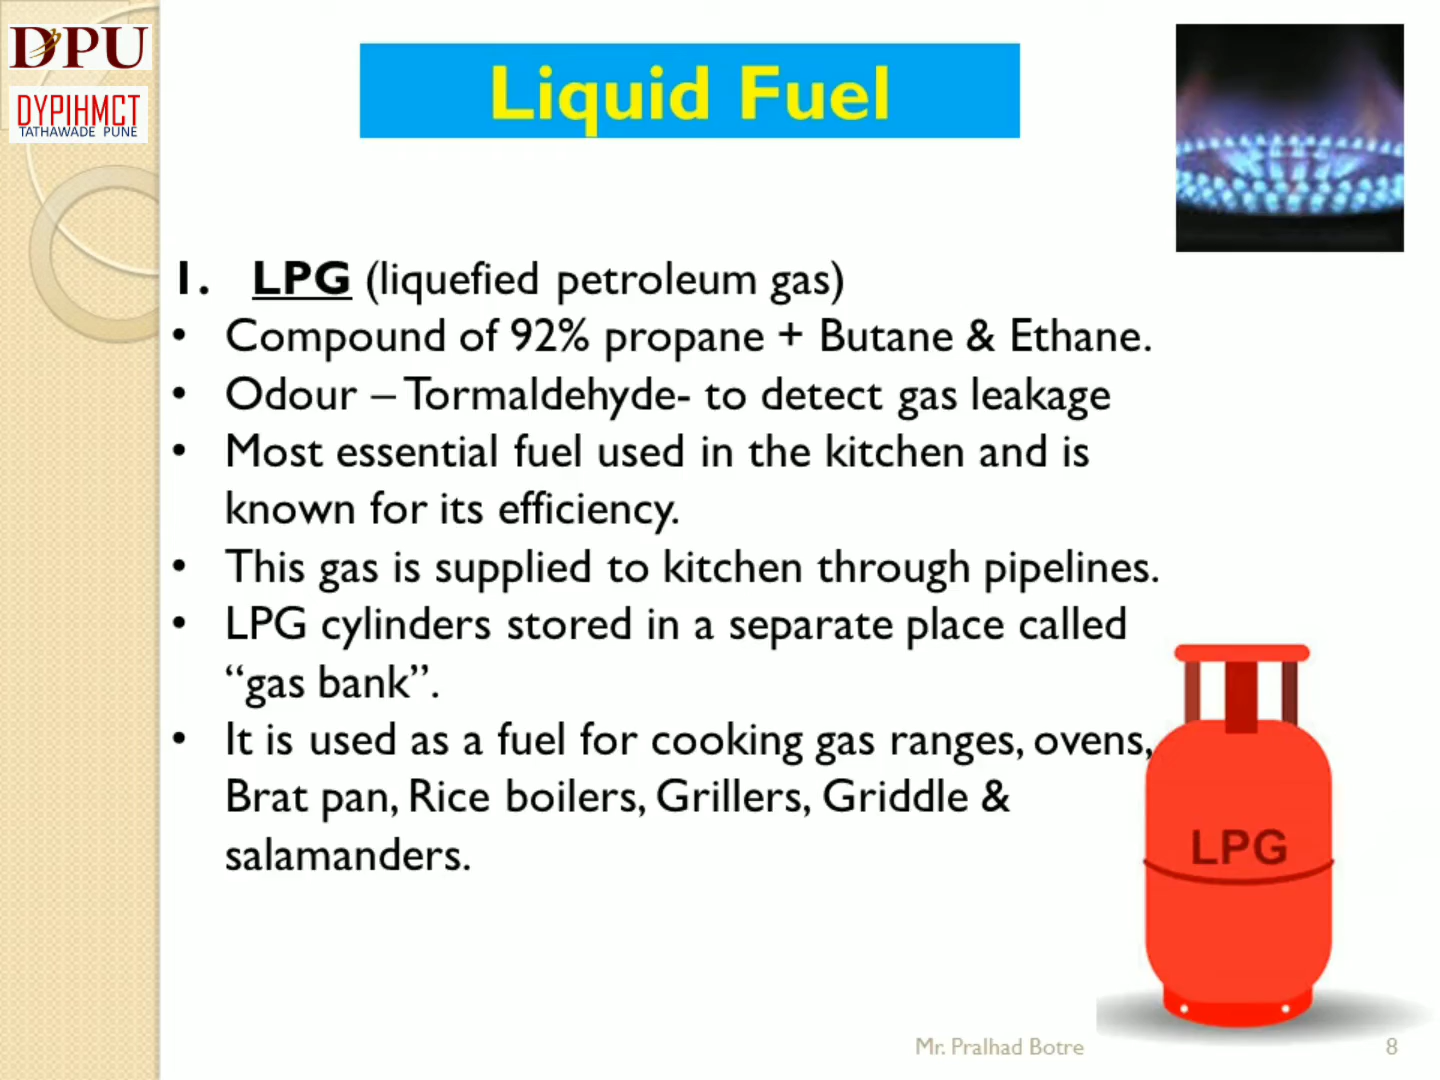 DPU
DYPIHMCT
TATHAWADE PUNE
Liquid Fuel
1. LPG (liquefied petroleum gas)
• Compound of 92% propane + Butane & Ethane.
• Odour – Tormaldehyde- to detect gas leakage
• Most essential fuel used in the kitchen and is
known for its efficiency.
• This gas is supplied to kitchen through pipelines.
• LPG cylinders stored in a separate place called
“gas bank”.
• It is used as a fuel for cooking gas ranges, ovens,
Brat pan, Rice boilers, Grillers, Griddle &
salamanders.
LPG
Mr. Pralhad Botre
8